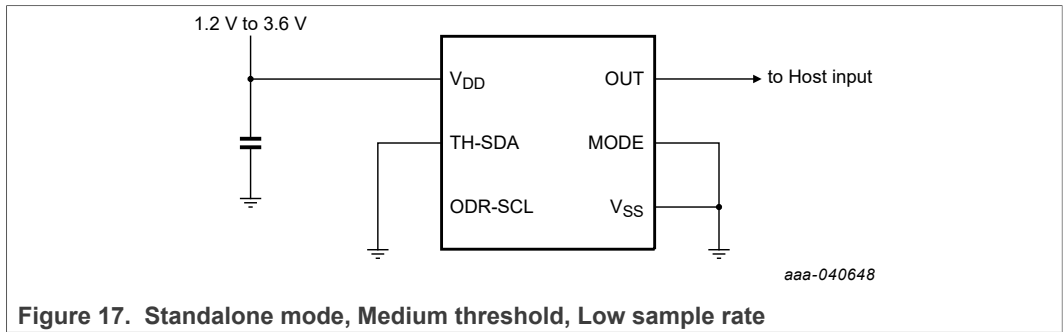 1.2 V to 3.6 V
VDD
OUT
to Host input
TH-SDA
MODE
ODR-SCL
VSS
aaa-040648
Figure 17. Standalone mode, Medium threshold, Low sample rate